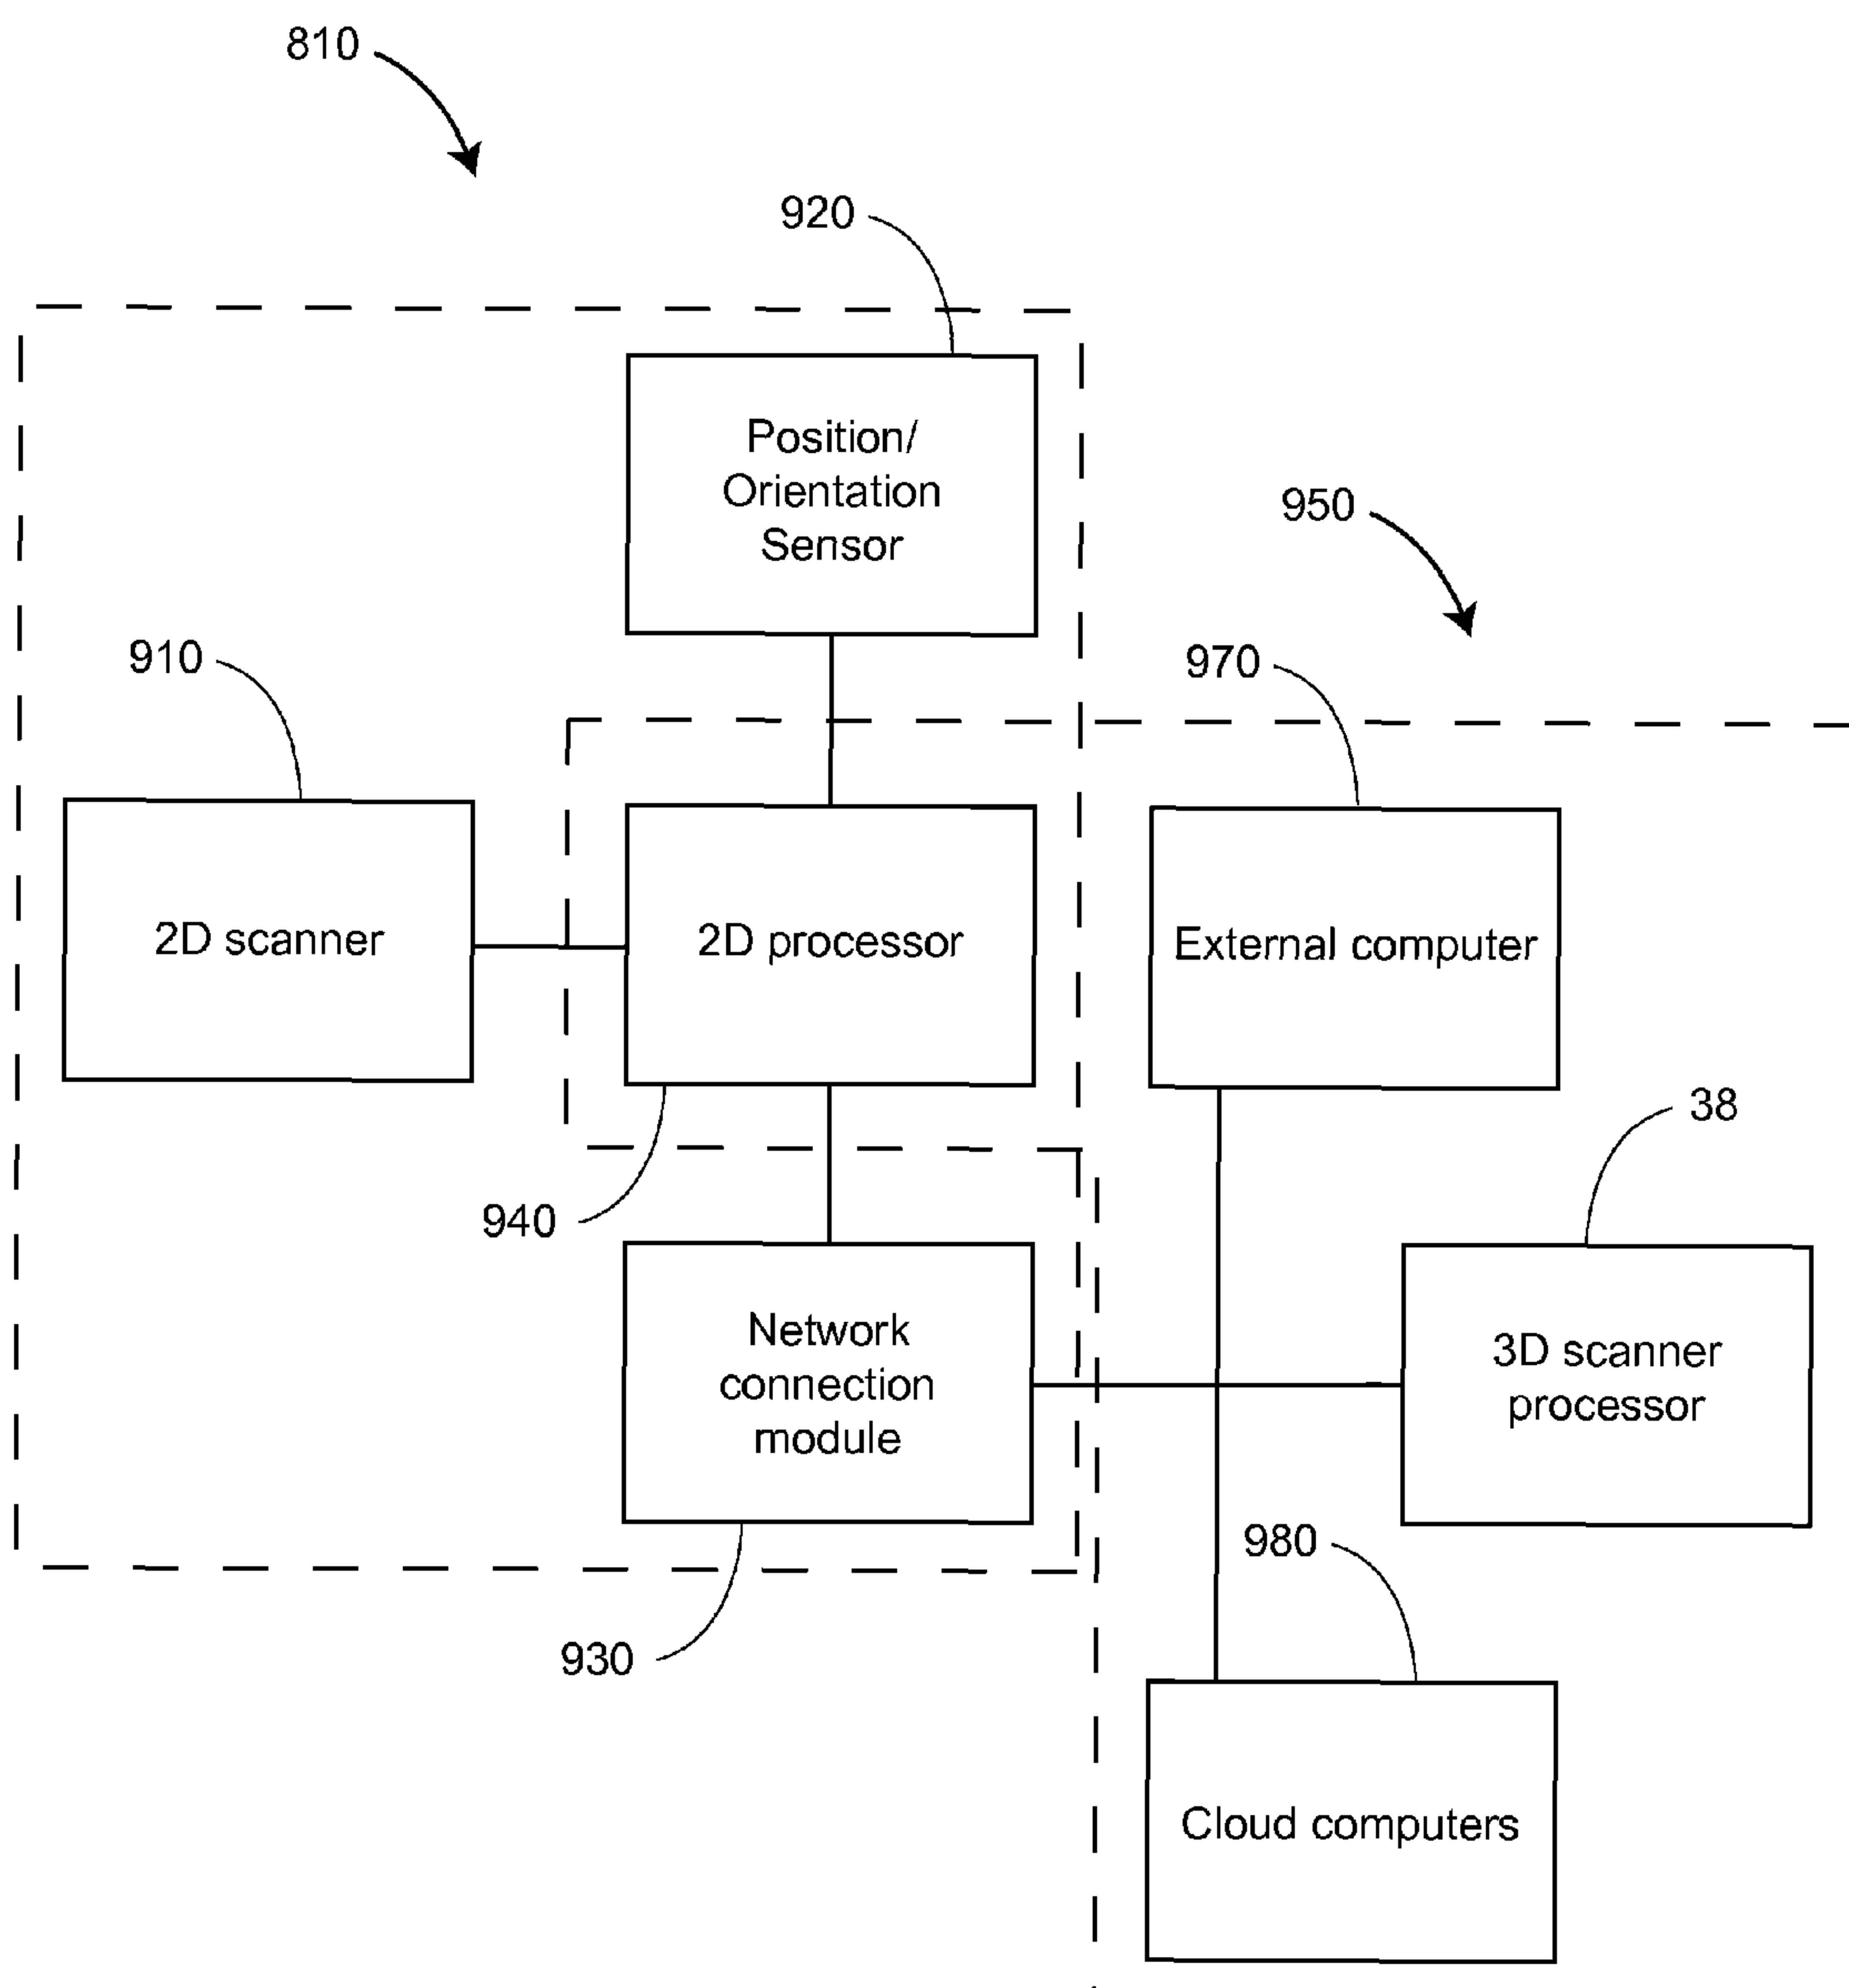 810
920
Position/
Orientation
Sensor
950
910
970
2D scanner
2D processor
External computer
38
940
Network
connection
module
3D scanner
processor
980
930
Cloud computers